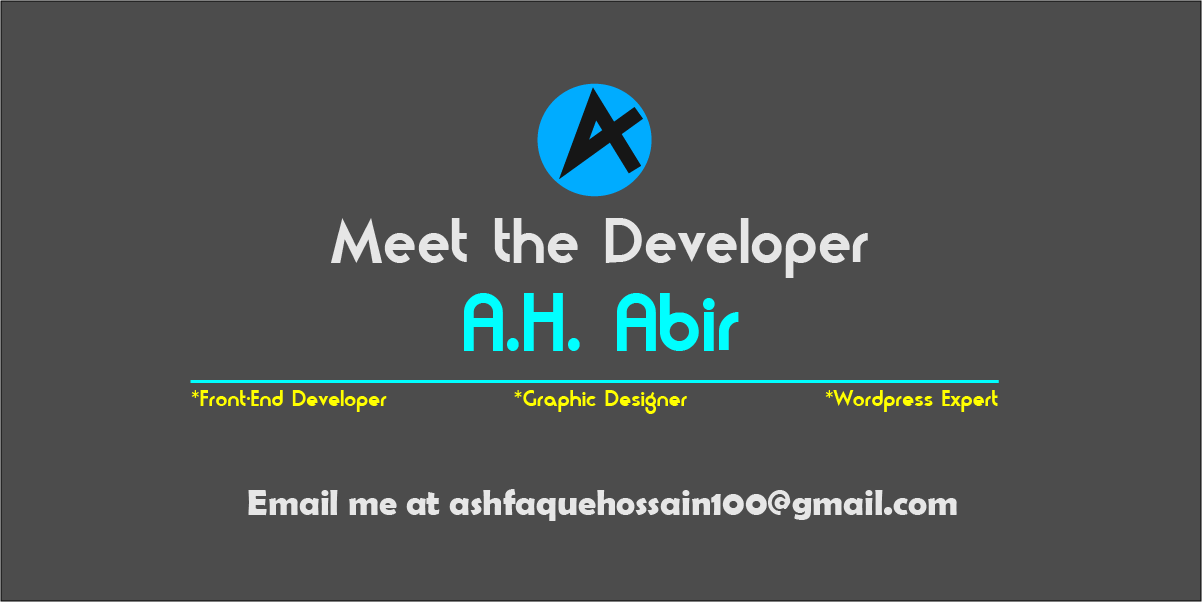 Meet the Developer
A.H. Abir
*Front-End Developer *Graphic Designer *Wordpress Expert
Email me at ashfaquehossain100@gmail.com